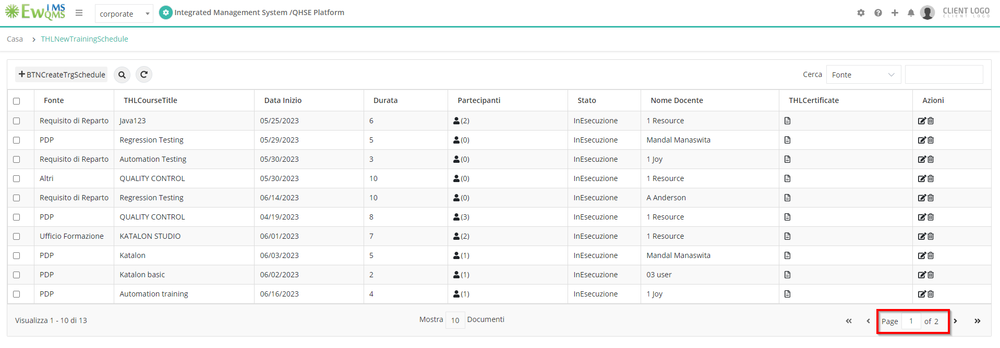 EwQMS IMS corporate Integrated Management System /QHSE Platform CLIENT LOGO
CLIENT LOGO
Casa > THLNewTrainingSchedule
+ BTNCreateTrgSchedule Cerca Fonte
Fonte THLCourseTitle Data Inizio Durata Partecipanti Stato Nome Docente THLCertificate Azioni
Requisito di Reparto Java123 05/25/2023 6 (2) InEsecuzione 1 Resource
PDP Regression Testing 05/29/2023 5 (0) InEsecuzione Mandal Manaswita
Requisito di Reparto Automation Testing 05/30/2023 3 (0) InEsecuzione 1 Joy
Altri QUALITY CONTROL 05/30/2023 10 (0) InEsecuzione 1 Resource
Requisito di Reparto Regression Testing 06/14/2023 10 (0) InEsecuzione A Anderson
PDP QUALITY CONTROL 04/19/2023 8 (3) InEsecuzione 1 Resource
Ufficio Formazione KATALON STUDIO 06/01/2023 7 (2) InEsecuzione 1 Resource
PDP Katalon 06/03/2023 5 (1) InEsecuzione Mandal Manaswita
PDP Katalon basic 06/02/2023 2 (1) InEsecuzione 03 user
PDP Automation training 06/16/2023 4 (1) InEsecuzione 1 Joy
Visualizza 1 - 10 di 13 Mostra 10 Documenti « ‹ Page 1 of 2 › »